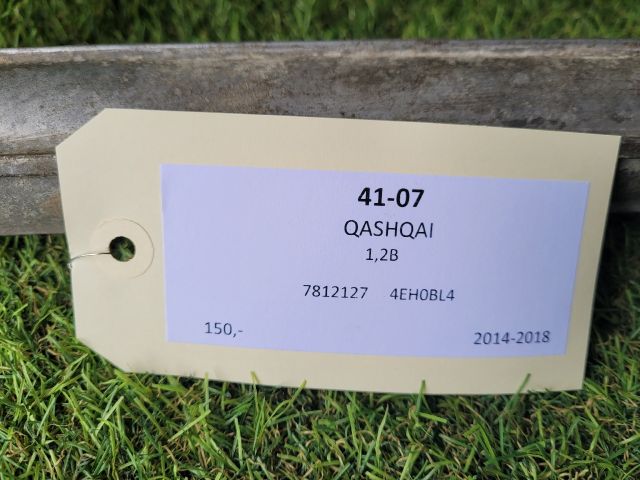 41-07
QASHQAI
1,2B
7812127 4EH0BL4
150,- 2014-2018